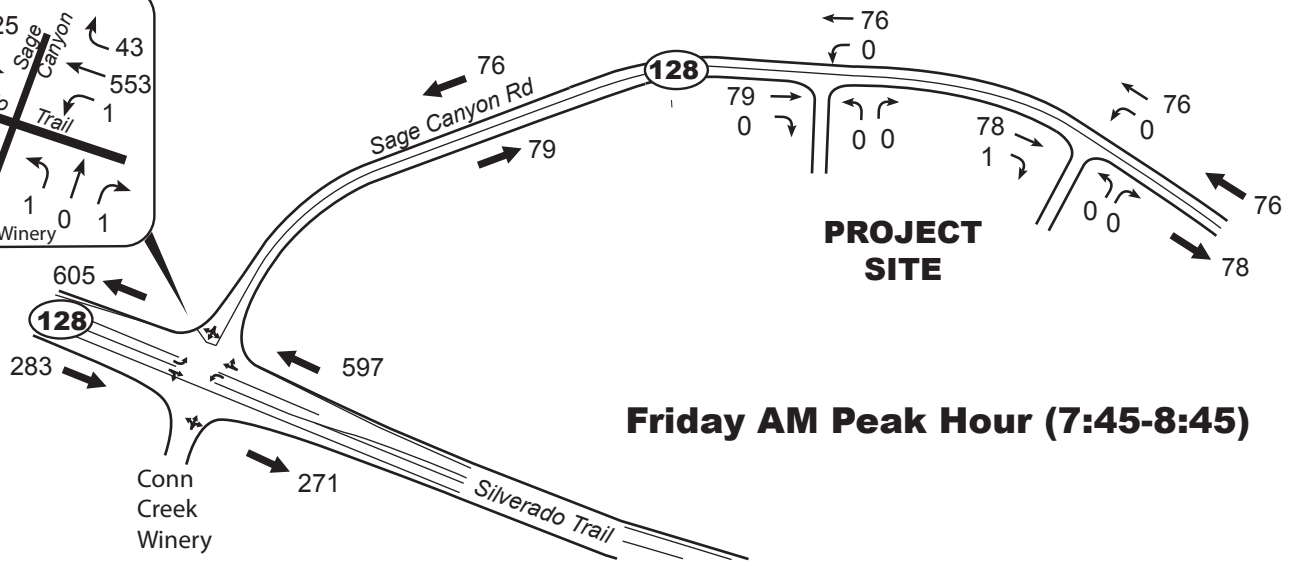 25
Sage
Canyon
43
553
1
Trail
1
0
1
Winery
76
0
79
0
0 0
78
1
76
0
0 0
76
78
76
Sage Canyon Rd
79
128
PROJECT
SITE
605
128
283
597
271
Friday AM Peak Hour (7:45-8:45)
Conn
Creek
Winery
Silverado Trail